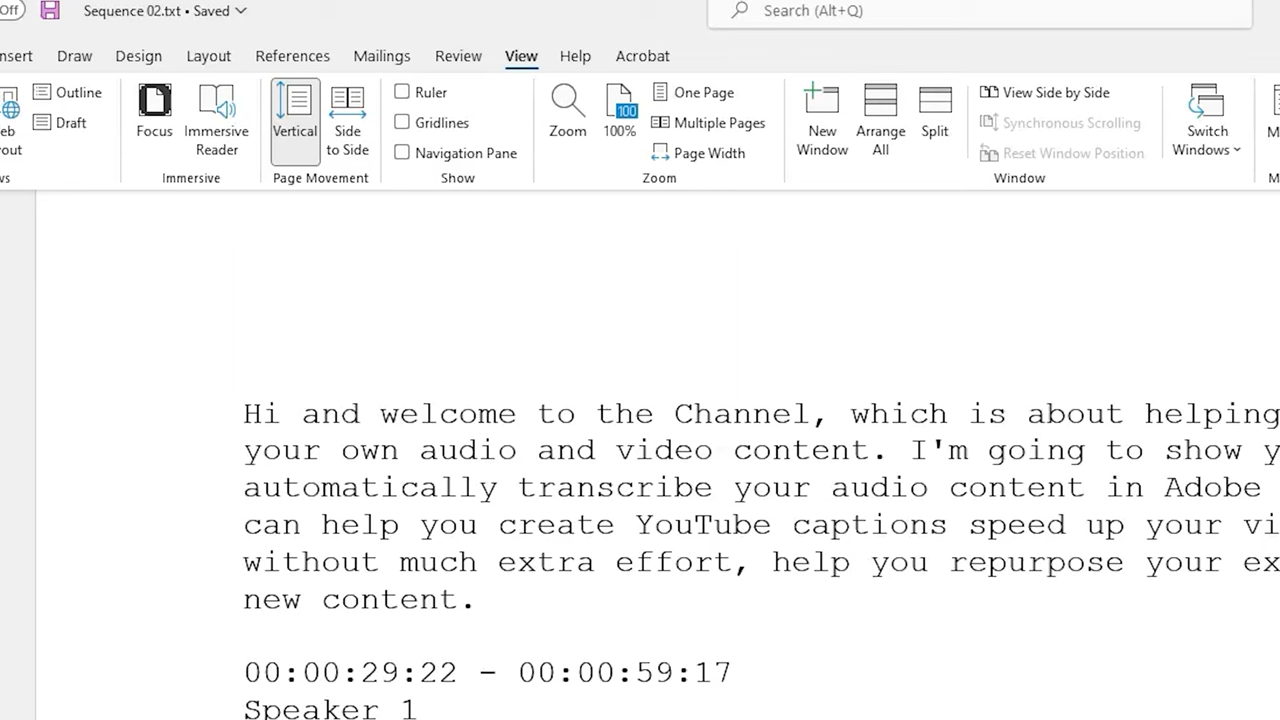 Off Sequence 02.txt • Saved Search (Alt+Q)
Draw Design Layout References Mailings Review View Help Acrobat
Outline
Draft
Focus
Immersive Reader
Immersive
Vertical
Side to Side
Page Movement
Ruler
Gridlines
Navigation Pane
Show
Zoom
100
100%
One Page
Multiple Pages
Page Width
Zoom
New Window
Arrange All
Split
View Side by Side
Synchronous Scrolling
Reset Window Position
Window
Switch Windows
Hi and welcome to the Channel, which is about helping
your own audio and video content. I'm going to show y
automatically transcribe your audio content in Adobe
can help you create YouTube captions speed up your vi
without much extra effort, help you repurpose your ex
new content.
00:00:29:22 - 00:00:59:17
Speaker 1